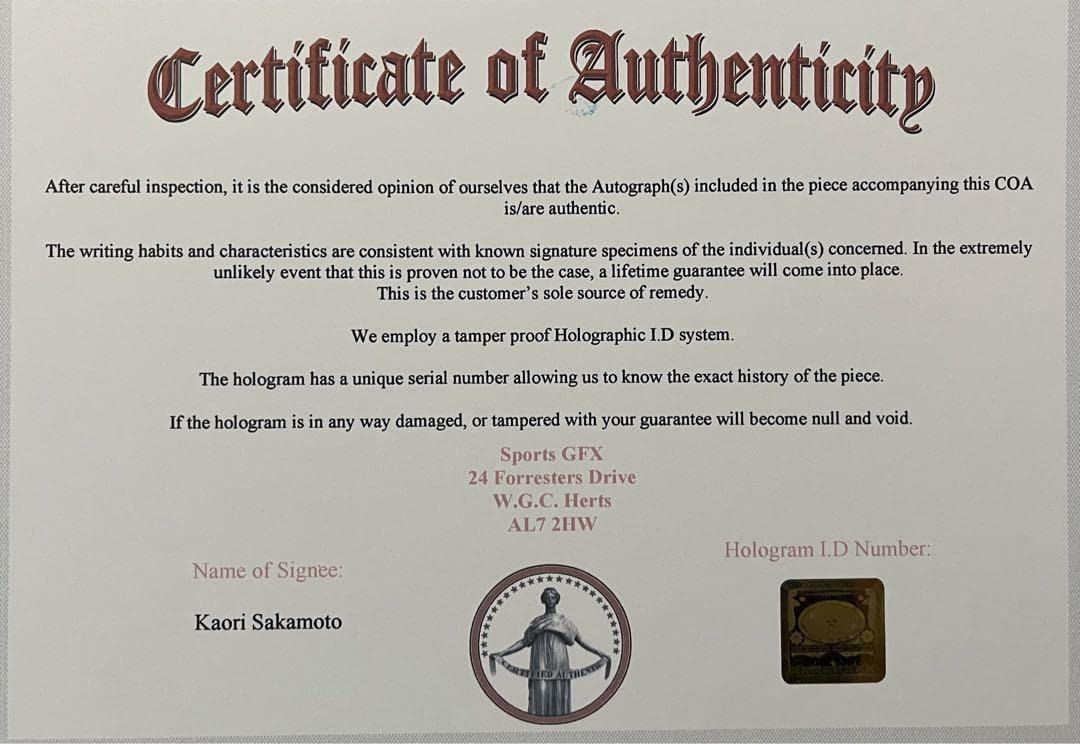 Certificate of Authenticity
After careful inspection, it is the considered opinion of ourselves that the Autograph(s) included in the piece accompanying this COA
is/are authentic.
The writing habits and characteristics are consistent with known signature specimens of the individual(s) concerned. In the extremely
unlikely event that this is proven not to be the case, a lifetime guarantee will come into place.
This is the customer's sole source of remedy.
We employ a tamper proof Holographic I.D system.
The hologram has a unique serial number allowing us to know the exact history of the piece.
If the hologram is in any way damaged, or tampered with your guarantee will become null and void.
Sports GFX
24 Forresters Drive
W.G.C. Herts
AL7 2HW
Hologram I.D Number:
Name of Signee:
Kaori Sakamoto
CERTIFIED AUTHENTIC